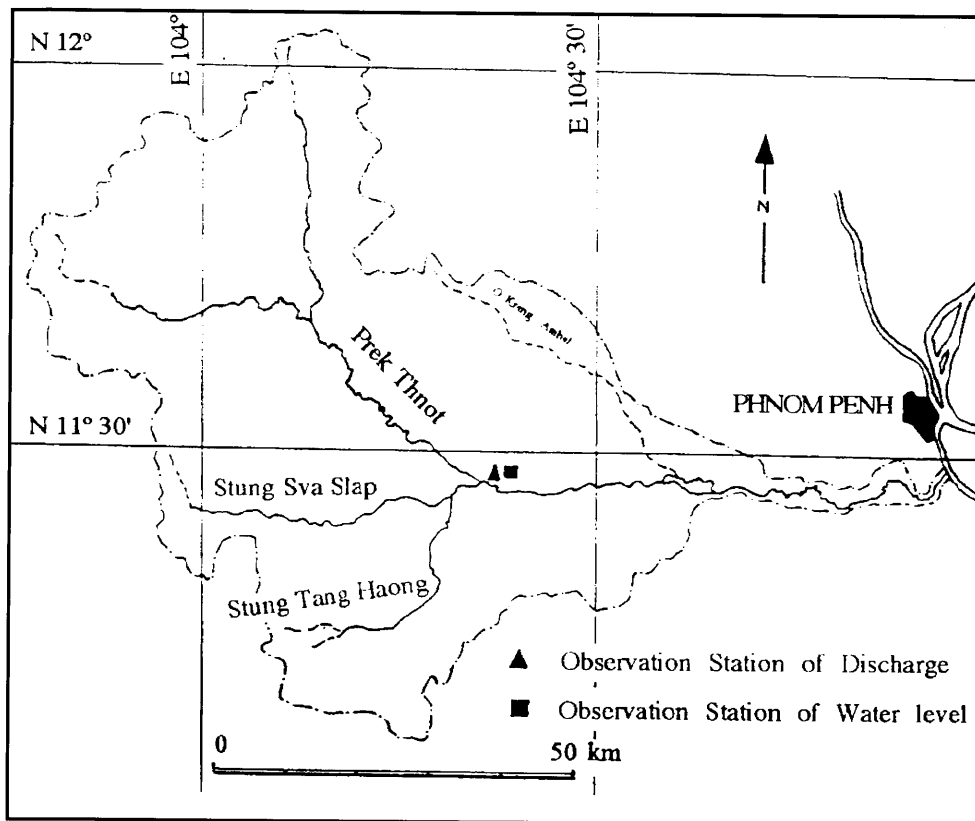 N 12°
E 104°
E 104° 30'
N
O Krang Ambel
Prek Thnot
PHNOM PENH
N 11° 30'
Stung Sva Slap
Stung Tang Haong
▲ Observation Station of Discharge
■ Observation Station of Water level
0 50 km